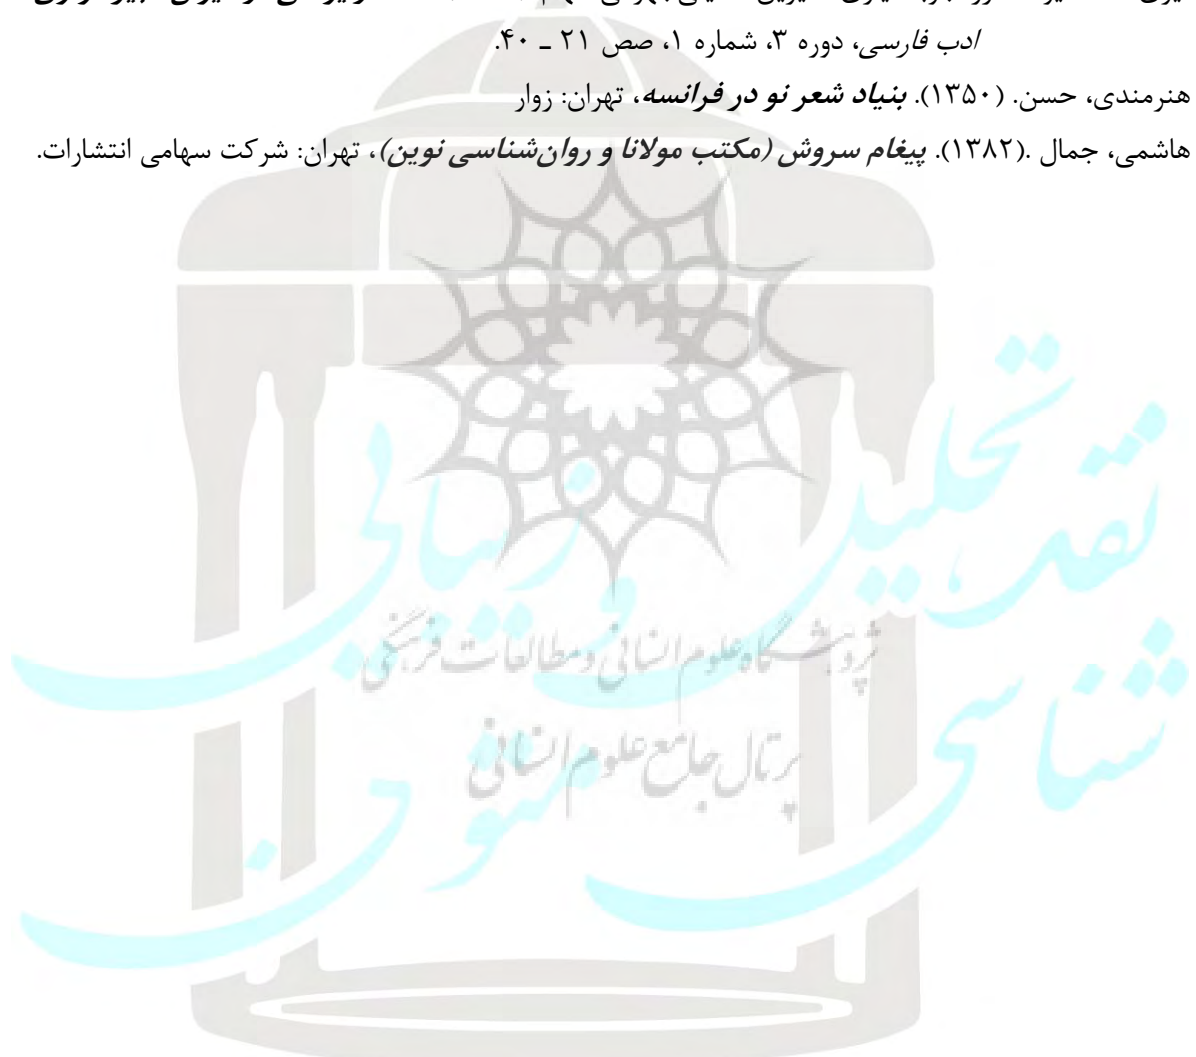 ادب فارسی، دوره ۳، شماره ۱، صص ۲۱ ـ ۴۰.
هنرمندی، حسن. (۱۳۵۰). بنیاد شعر نو در فرانسه، تهران: زوار
هاشمی، جمال .(۱۳۸۲). پیغام سروش (مکتب مولانا و روان‌شناسی نوین)، تهران: شرکت سهامی انتشارات.
نقد تحلیل و زیبایی
پژوهشگاه علوم انسانی و مطالعات فرهنگی
شناسی متون
پرتال جامع علوم انسانی